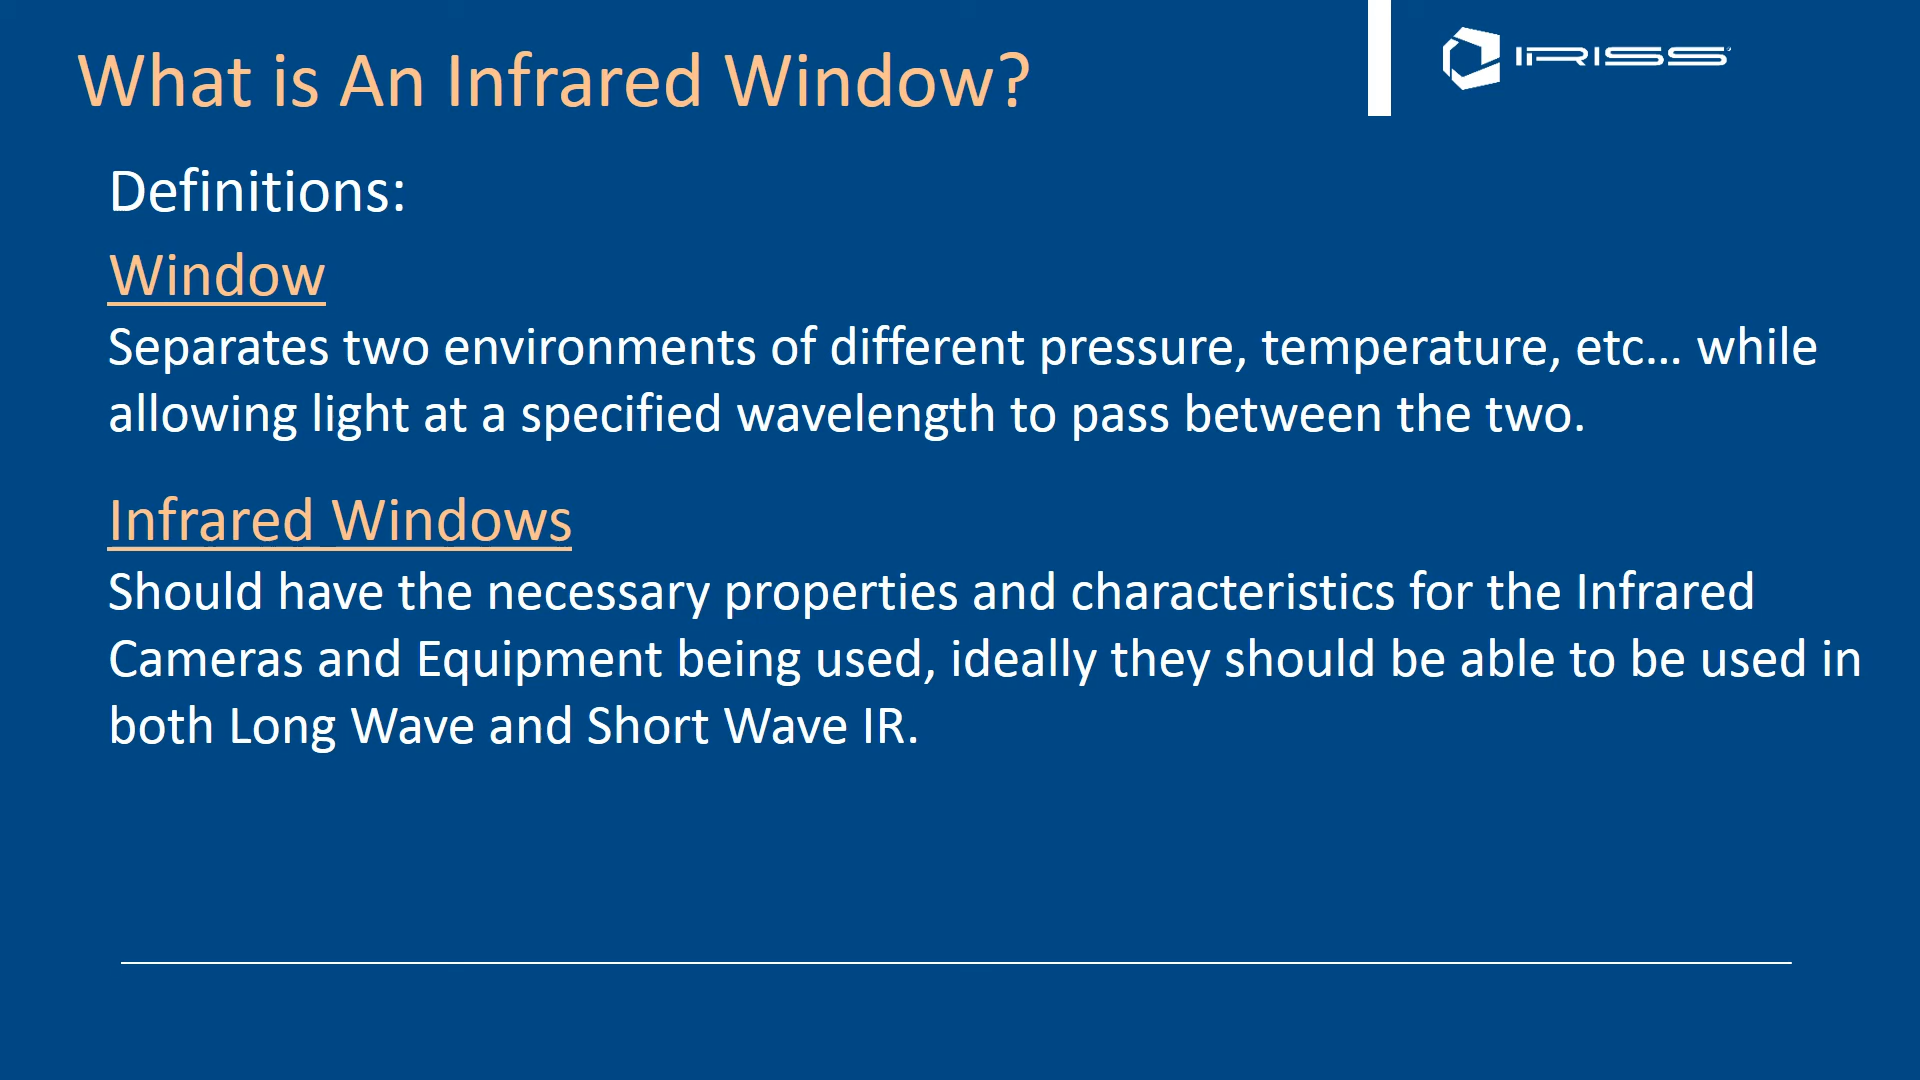 What is An Infrared Window?
IRISS
Definitions:
Window
Separates two environments of different pressure, temperature, etc... while
allowing light at a specified wavelength to pass between the two.
Infrared Windows
Should have the necessary properties and characteristics for the Infrared
Cameras and Equipment being used, ideally they should be able to be used in
both Long Wave and Short Wave IR.